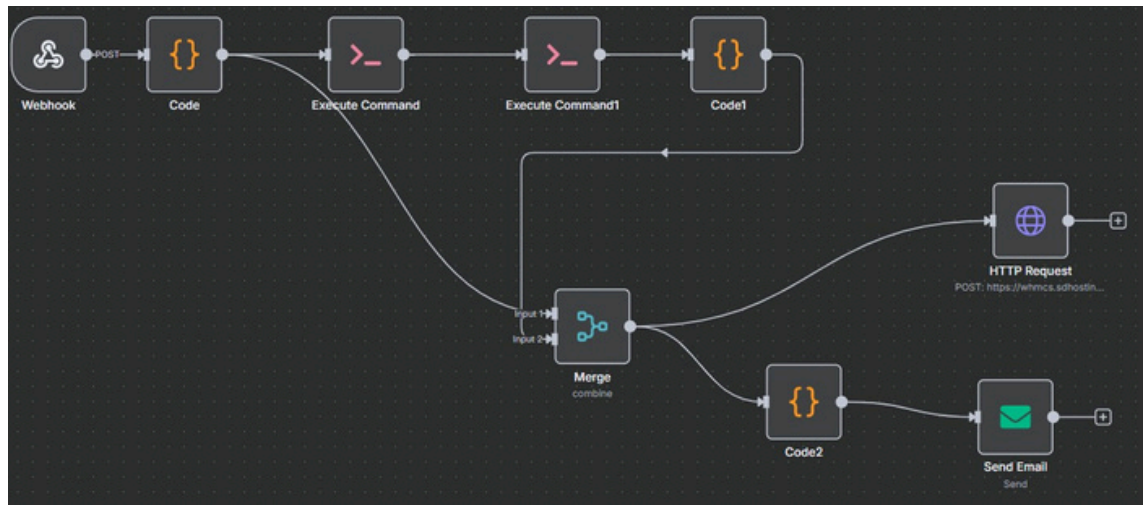 POST
Webhook
Code
Execute Command
Execute Command1
Code1
HTTP Request
POST: https://whmcs.sdhostin...
Input 1
Input 2
Merge
combine
Code2
Send Email
Send